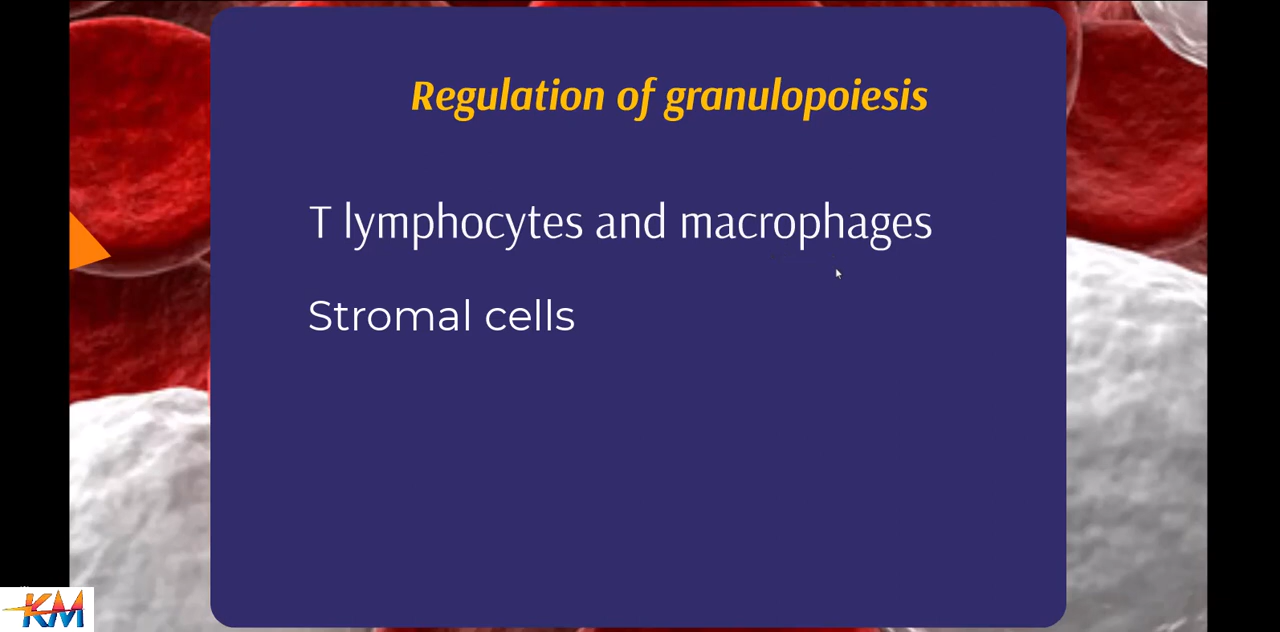 Regulation of granulopoiesis
T lymphocytes and macrophages
Stromal cells
KM